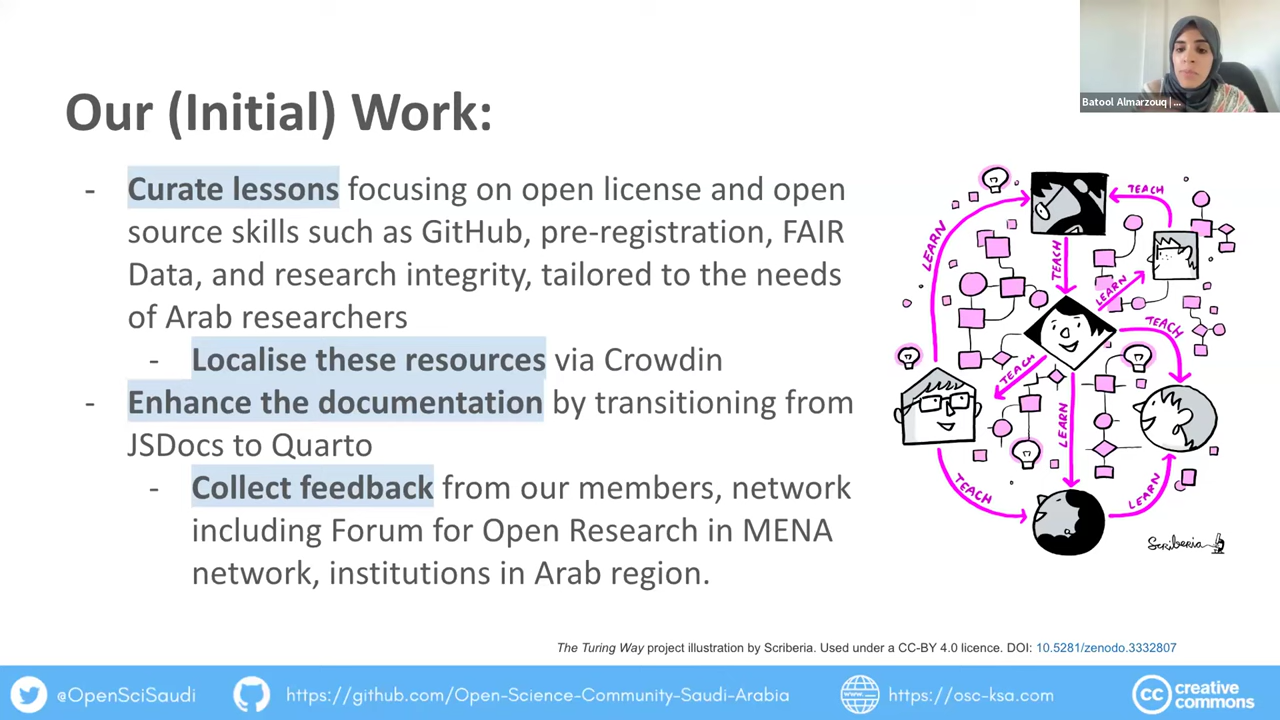 Batool Almarzouq |...
Our (Initial) Work:
- Curate lessons focusing on open license and open
source skills such as GitHub, pre-registration, FAIR
Data, and research integrity, tailored to the needs
of Arab researchers
- Localise these resources via Crowdin
- Enhance the documentation by transitioning from
JSDocs to Quarto
- Collect feedback from our members, network
including Forum for Open Research in MENA
network, institutions in Arab region.
TEACH
LEARN
TEACH
LEARN
TEACH
TEACH
LEARN
TEACH
LEARN
Scriberia
The Turing Way project illustration by Scriberia. Used under a CC-BY 4.0 licence. DOI: 10.5281/zenodo.3332807
@OpenSciSaudi
https://github.com/Open-Science-Community-Saudi-Arabia
https://osc-ksa.com
cc creative
commons